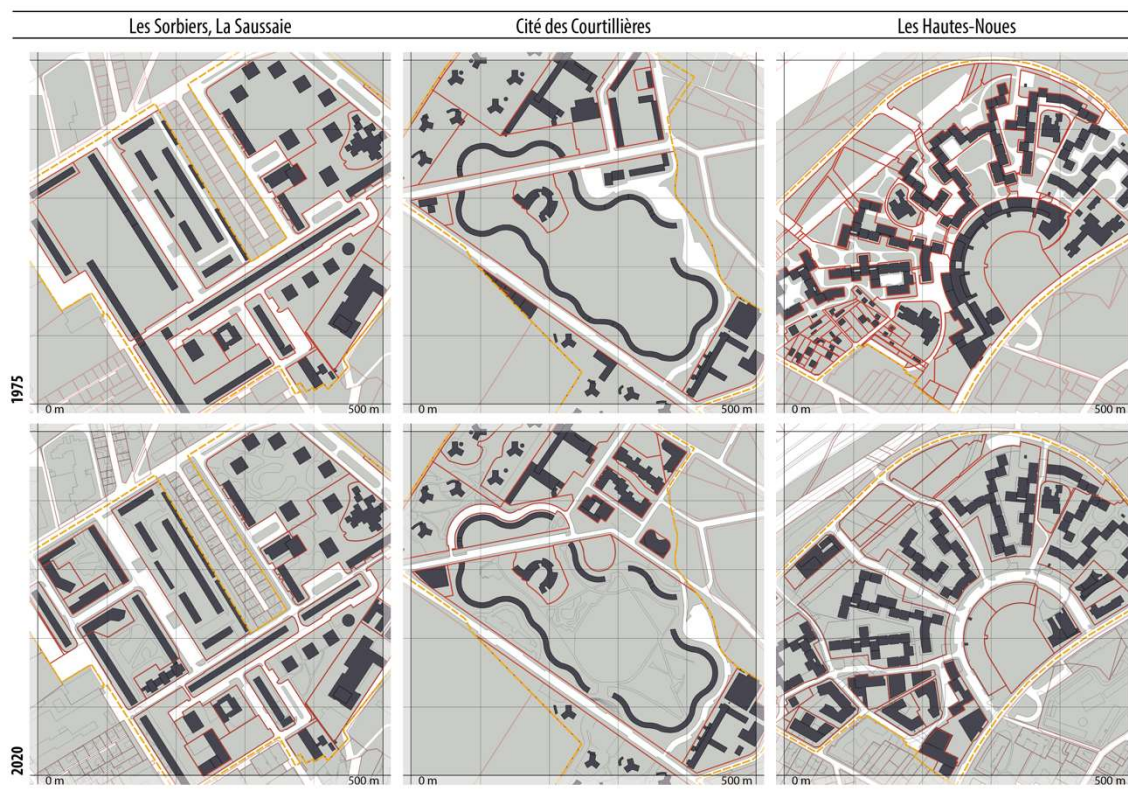 Les Sorbiers, La Saussaie
Cité des Courtillières
Les Hautes-Noues
1975
0 m
500 m
0 m
500 m
0 m
500 m
2020
0 m
500 m
0 m
500 m
0 m
500 m